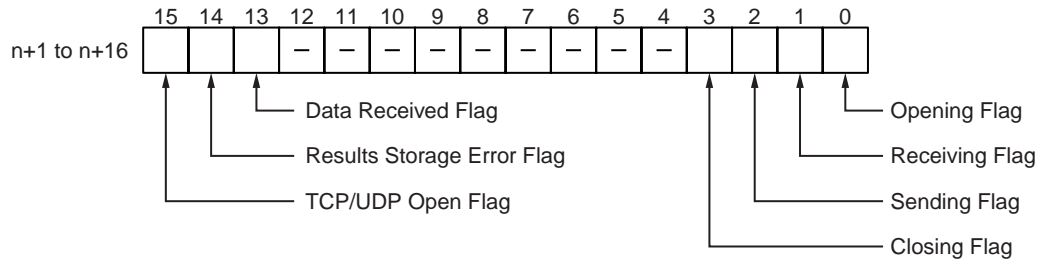 15 14 13 12 11 10 9 8 7 6 5 4 3 2 1 0
n+1 to n+16 – – – – – – – – –
Data Received Flag Opening Flag
Results Storage Error Flag Receiving Flag
TCP/UDP Open Flag Sending Flag
Closing Flag